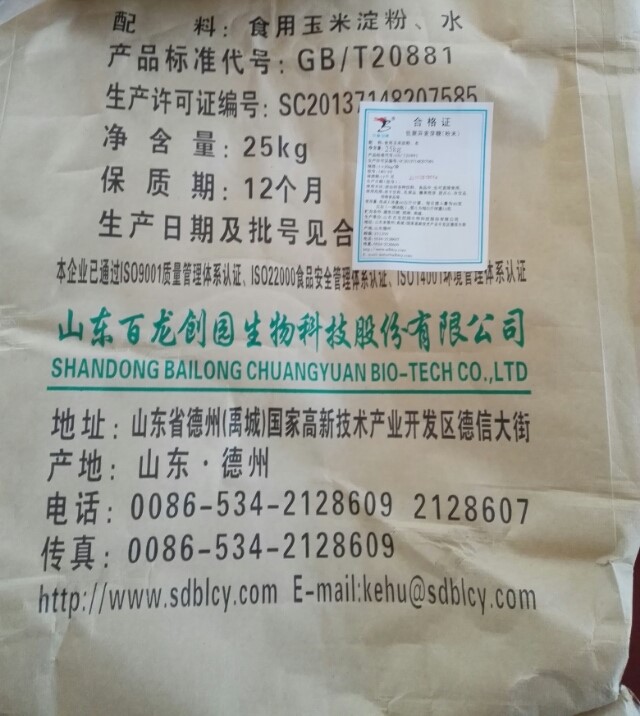 配 料：食用玉米淀粉、水
产品标准代号：GB/T20881
生产许可证编号：SC20137148207585
净 含 量：25kg
保 质 期：12个月
生产日期及批号见合
合格证
本企业已通过ISO9001质量管理体系认证、ISO22000食品安全管理体系认证、ISO14001环境管理体系认证
山东百龙创园生物科技股份有限公司
SHANDONG BAILONG CHUANGYUAN BIO-TECH CO.,LTD
地址：山东省德州(禹城)国家高新技术产业开发区德信大街
产地：山东·德州
电话：0086-534-2128609 2128607
传真：0086-534-2128609
http://www.sdblcy.com E-mail:kehu@sdblcy.com